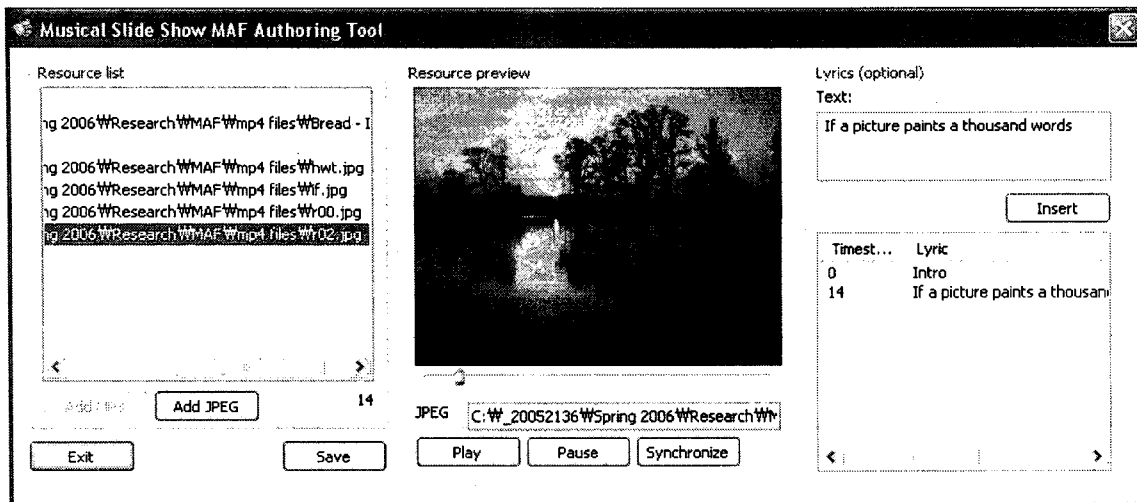 Musical Slide Show MAF Authoring Tool
Resource list
ng 2006₩Research₩MAF₩mp4 files₩Bread - I
ng 2006₩Research₩MAF₩mp4 files₩hwt.jpg
ng 2006₩Research₩MAF₩mp4 files₩f.jpg
ng 2006₩Research₩MAF₩mp4 files₩r00.jpg
ng 2006₩Research₩MAF₩mp4 files₩r02.jpg
Add JPEG
14
Exit
Save
Resource preview
JPEG
C:₩_20052136₩Spring 2006₩Research₩M
Play
Pause
Synchronize
Lyrics (optional)
Text:
If a picture paints a thousand words
Insert
Timest... Lyric
0 Intro
14 If a picture paints a thousan